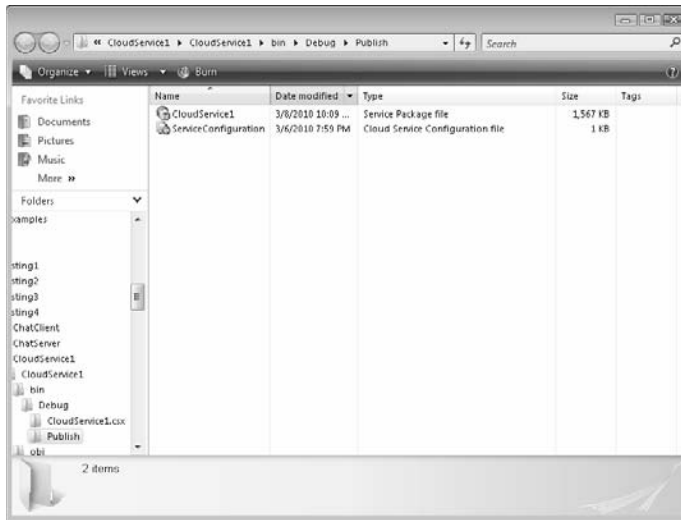 « CloudService1 ▸ CloudService1 ▸ bin ▸ Debug ▸ Publish
Search
Organize Views Burn
Favorite Links
Documents
Pictures
Music
More »
Folders
xamples
sting1
sting2
sting3
sting4
ChatClient
ChatServer
CloudService1
CloudService1
bin
Debug
CloudService1.csx
Publish
obj
Name Date modified Type Size Tags
CloudService1 3/8/2010 10:09 ... Service Package file 1,567 KB
ServiceConfiguration 3/6/2010 7:59 PM Cloud Service Configuration file 1 KB
2 items